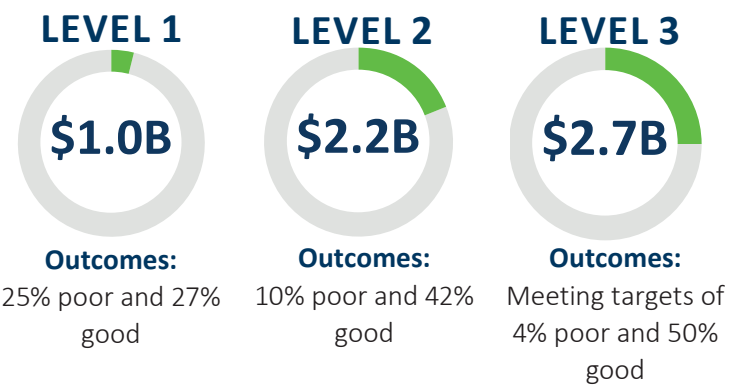 LEVEL 1
$1.0B
Outcomes:
25% poor and 27%
good
LEVEL 2
$2.2B
Outcomes:
10% poor and 42%
good
LEVEL 3
$2.7B
Outcomes:
Meeting targets of
4% poor and 50%
good